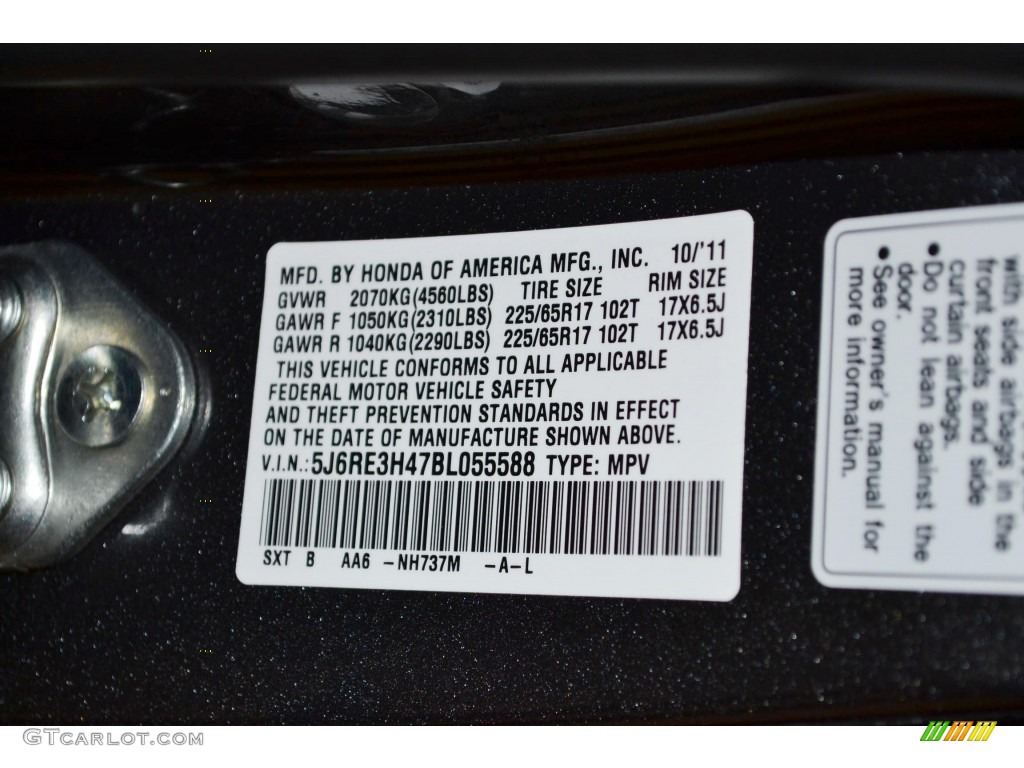 MFD. BY HONDA OF AMERICA MFG., INC. 10/'11
GVWR 2070KG(4560LBS) TIRE SIZE RIM SIZE
GAWR F 1050KG(2310LBS) 225/65R17 102T 17X6.5J
GAWR R 1040KG(2290LBS) 225/65R17 102T 17X6.5J
THIS VEHICLE CONFORMS TO ALL APPLICABLE
FEDERAL MOTOR VEHICLE SAFETY
AND THEFT PREVENTION STANDARDS IN EFFECT
ON THE DATE OF MANUFACTURE SHOWN ABOVE.
V.I.N.: 5J6RE3H47BL055588 TYPE: MPV
SXT B AA6 -NH737M -A-L
with side airbags in the
front seats and side
curtain airbags.
• Do not lean against the
door.
• See owner's manual for
more information.
GTCarlot.com